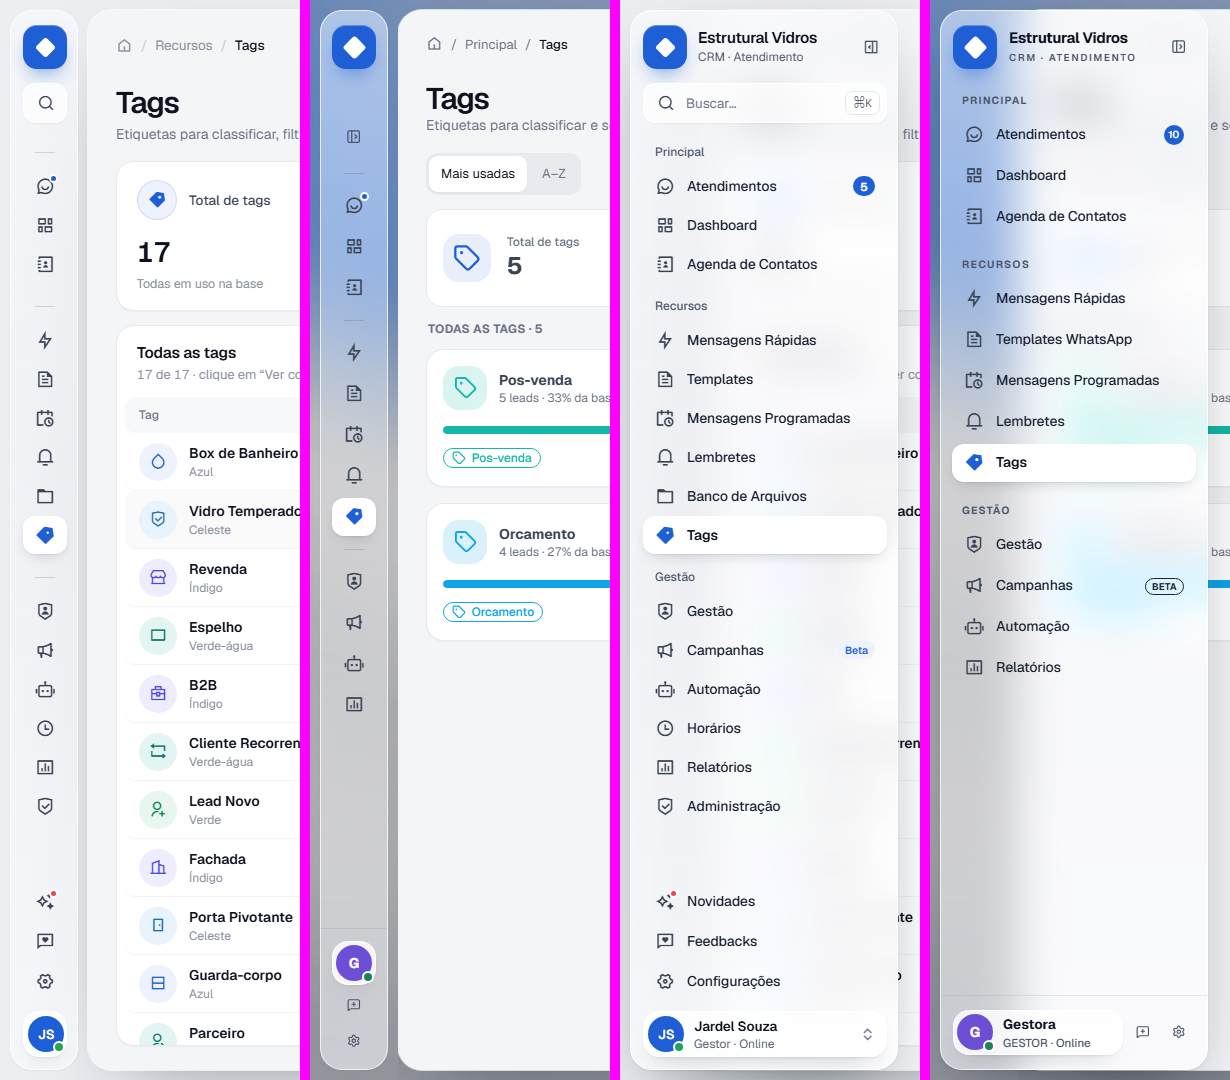 / Recursos / Tags
Tags
Etiquetas para classificar, filt
Total de tags
17
Todas em uso na base
Todas as tags
17 de 17 · clique em “Ver co
Tag
Box de Banheiro
Azul
Vidro Temperado
Celeste
Revenda
Índigo
Espelho
Verde-água
B2B
Índigo
Cliente Recorren
Verde-água
Lead Novo
Verde
Fachada
Índigo
Porta Pivotante
Celeste
Guarda-corpo
Azul
Parceiro
JS
/ Principal / Tags
Tags
Etiquetas para classificar e s
Mais usadas
A–Z
Total de tags
5
TODAS AS TAGS · 5
Pos-venda
5 leads · 33% da bas
Pos-venda
Orcamento
4 leads · 27% da bas
Orcamento
G
Estrutural Vidros
CRM · Atendimento
Buscar...
⌘K
Principal
Atendimentos
5
Dashboard
Agenda de Contatos
Recursos
Mensagens Rápidas
Templates
Mensagens Programadas
Lembretes
Banco de Arquivos
Tags
Gestão
Gestão
Campanhas
Beta
Automação
Horários
Relatórios
Administração
Novidades
Feedbacks
Configurações
JS
Jardel Souza
Gestor · Online
Estrutural Vidros
CRM · ATENDIMENTO
PRINCIPAL
Atendimentos
10
Dashboard
Agenda de Contatos
RECURSOS
Mensagens Rápidas
Templates WhatsApp
Mensagens Programadas
Lembretes
Tags
GESTÃO
Gestão
Campanhas
BETA
Automação
Relatórios
G
Gestora
GESTOR · Online